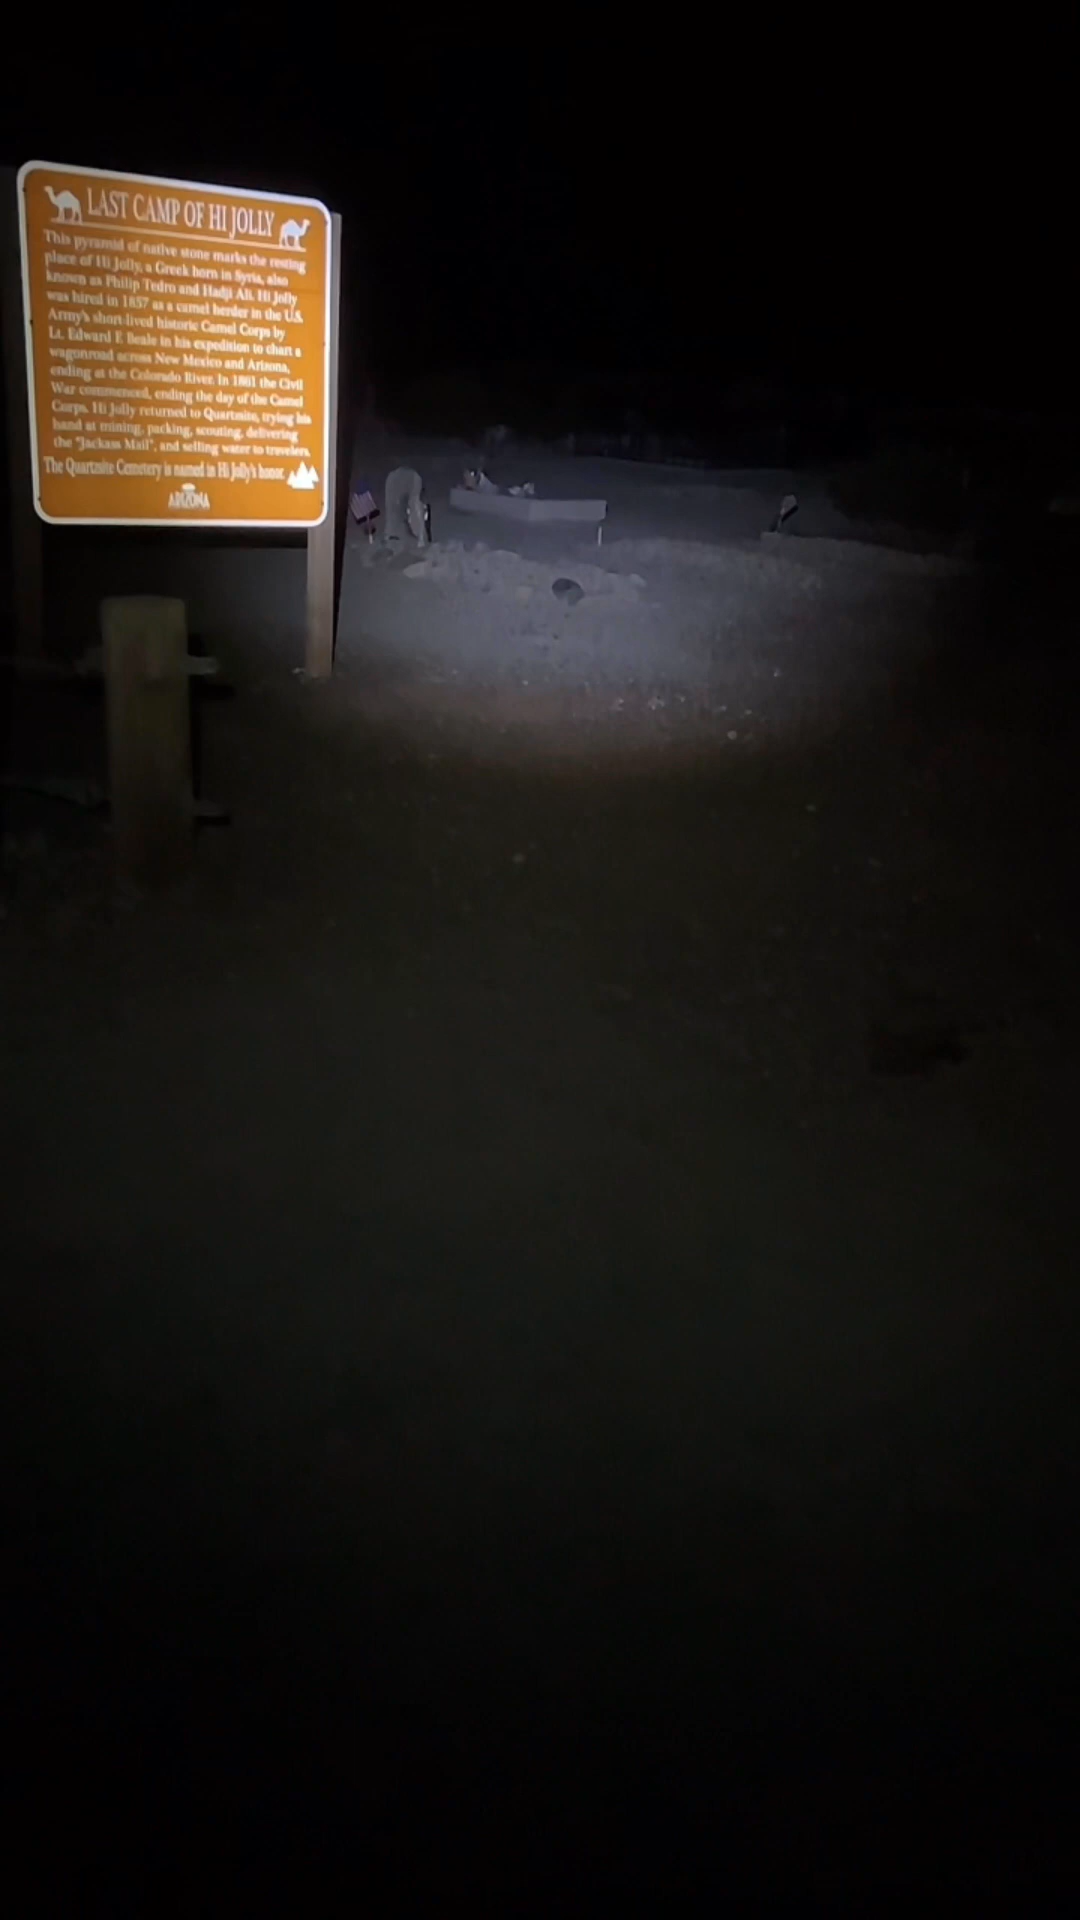 LAST CAMP OF HI JOLLY
This pyramid of native stone marks the resting
place of Hi Jolly, a Greek born in Syria, also
known as Philip Tedro and Hadji Ali. Hi Jolly
was hired in 1857 as a camel herder in the U.S.
Army's short-lived historic Camel Corps by
Lt. Edward F. Beale in his expedition to chart a
wagonroad across New Mexico and Arizona,
ending at the Colorado River. In 1861 the Civil
War commenced, ending the day of the Camel
Corps. Hi Jolly returned to Quartzsite, trying his
hand at mining, packing, scouting, delivering
the "Jackass Mail", and selling water to travelers.
The Quartzsite Cemetery is named in Hi Jolly's honor.
ARIZONA